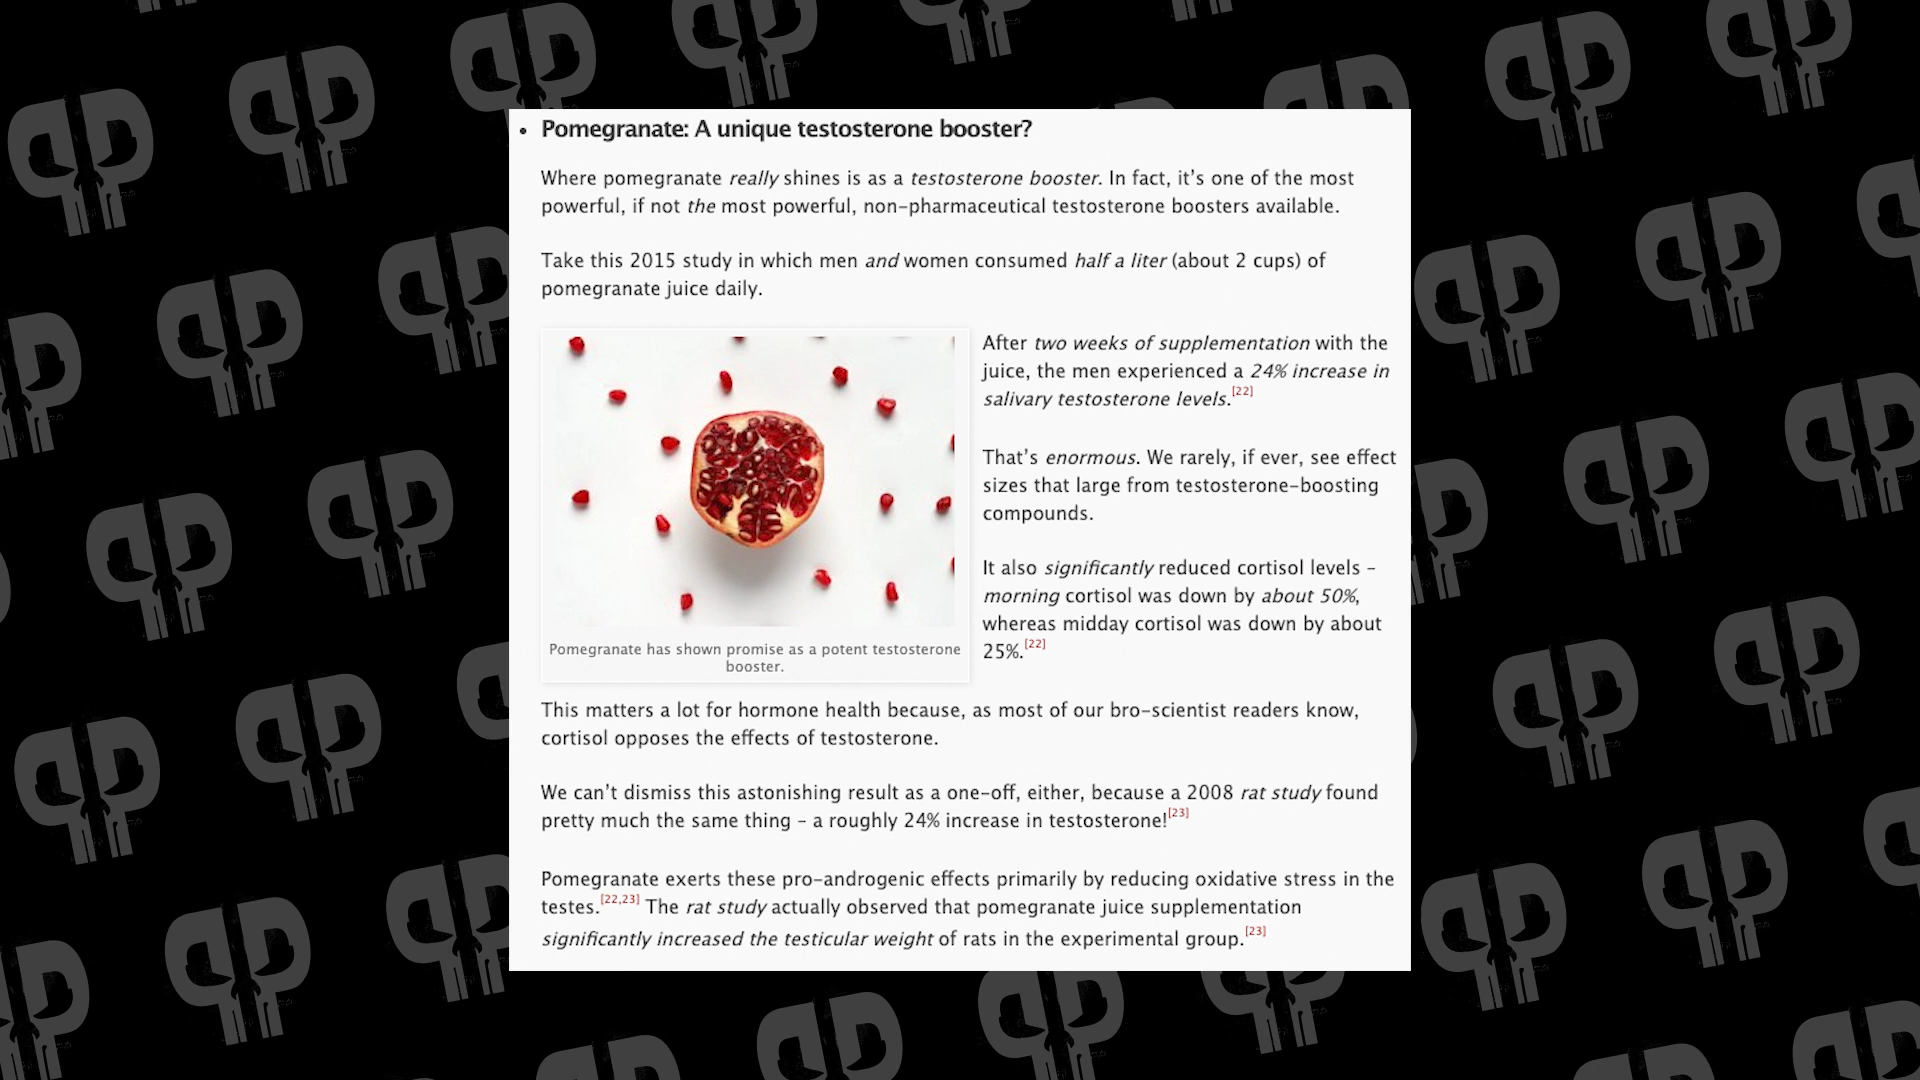 • Pomegranate: A unique testosterone booster?
Where pomegranate really shines is as a testosterone booster. In fact, it’s one of the most
powerful, if not the most powerful, non-pharmaceutical testosterone boosters available.
Take this 2015 study in which men and women consumed half a liter (about 2 cups) of
pomegranate juice daily.
After two weeks of supplementation with the
juice, the men experienced a 24% increase in
salivary testosterone levels.[22]
That’s enormous. We rarely, if ever, see effect
sizes that large from testosterone-boosting
compounds.
It also significantly reduced cortisol levels –
morning cortisol was down by about 50%,
whereas midday cortisol was down by about
25%.[22]
Pomegranate has shown promise as a potent testosterone
booster.
This matters a lot for hormone health because, as most of our bro-scientist readers know,
cortisol opposes the effects of testosterone.
We can’t dismiss this astonishing result as a one-off, either, because a 2008 rat study found
pretty much the same thing – a roughly 24% increase in testosterone![23]
Pomegranate exerts these pro-androgenic effects primarily by reducing oxidative stress in the
testes.[22,23] The rat study actually observed that pomegranate juice supplementation
significantly increased the testicular weight of rats in the experimental group.[23]